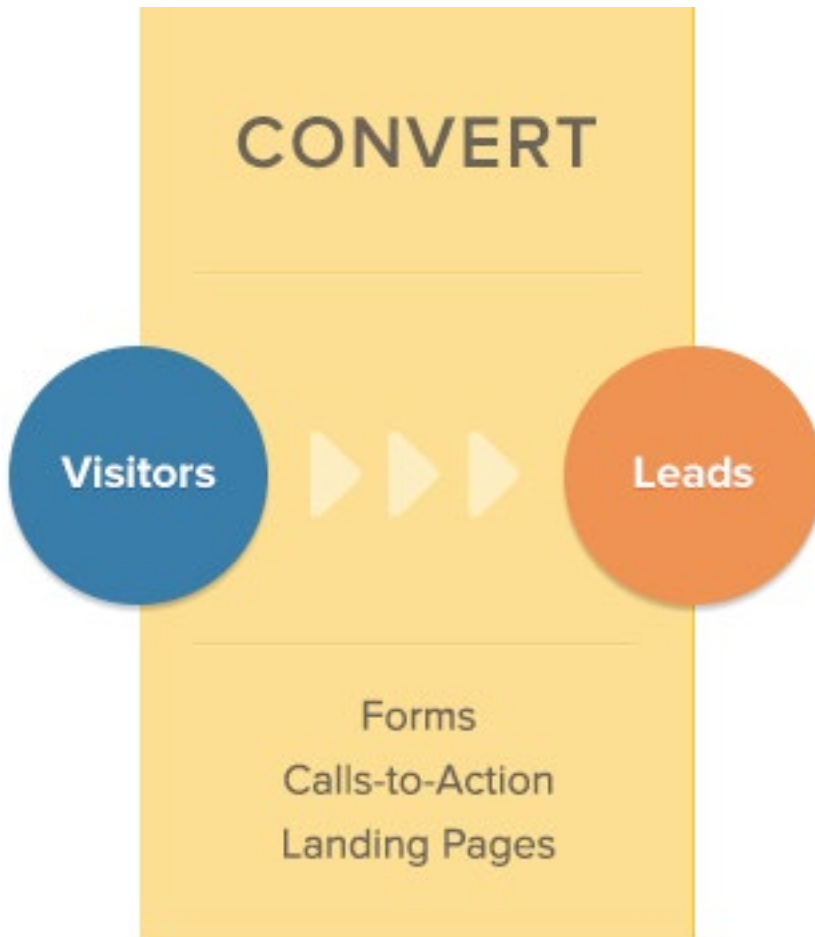 CONVERT
Visitors
Leads
Forms
Calls-to-Action
Landing Pages